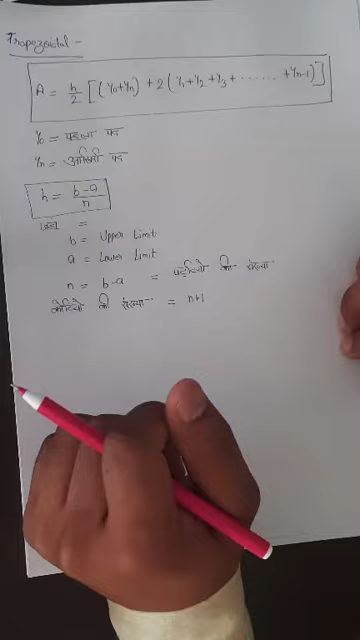 Trapezoidal -
A = h/2 [(y₀+yₙ) + 2(y₁+y₂+y₃+......+yₙ₋₁)]
y₀ = पहला पद
yₙ = आखिरी पद
h = b-a/n
जहाँ =
b = Upper Limit
a = Lower Limit
n = b-a = पट्टियों की संख्या
कोटियों की संख्या = n+1